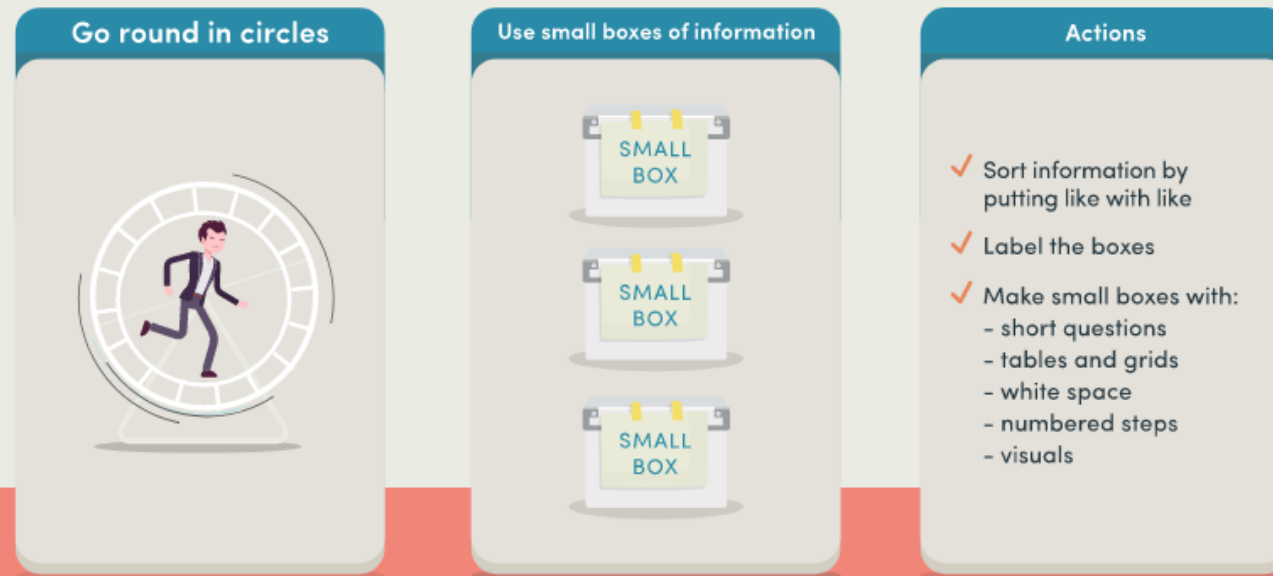 Go round in circles
Use small boxes of information
SMALL
BOX
SMALL
BOX
SMALL
BOX
Actions
Sort information by
putting like with like
Label the boxes
Make small boxes with:
- short questions
- tables and grids
- white space
- numbered steps
- visuals